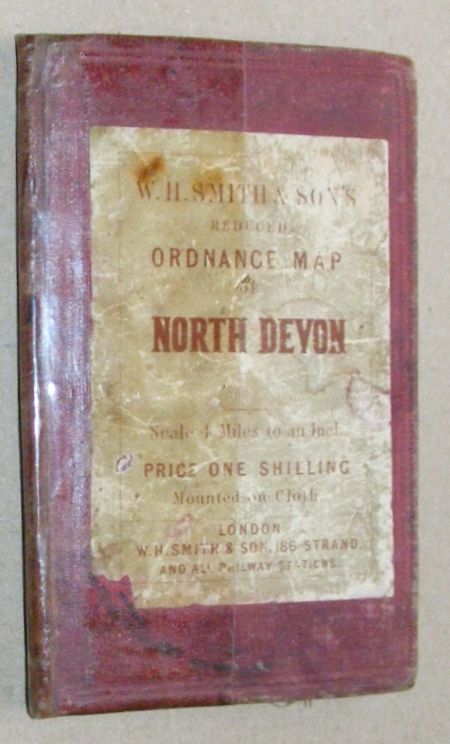 W. H. SMITH & SON'S
REDUCED
ORDNANCE MAP
OF
NORTH DEVON
Scale 4 Miles to an Inch
PRICE ONE SHILLING
Mounted on Cloth.
LONDON
W. H. SMITH & SON, 186 STRAND
AND ALL RAILWAY STATIONS.